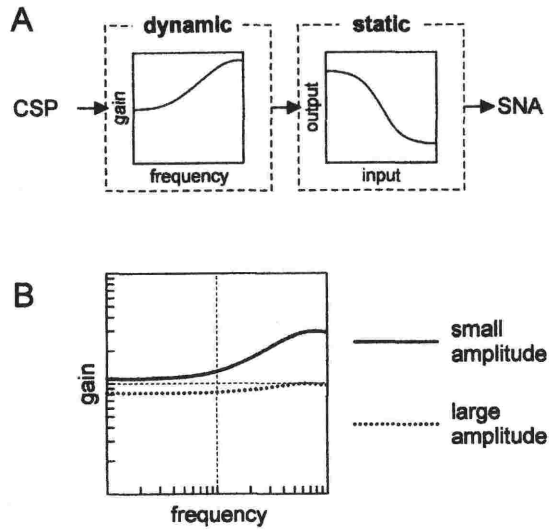 A
dynamic
static
CSP
gain
frequency
output
input
SNA
B
gain
frequency
small
amplitude
large
amplitude